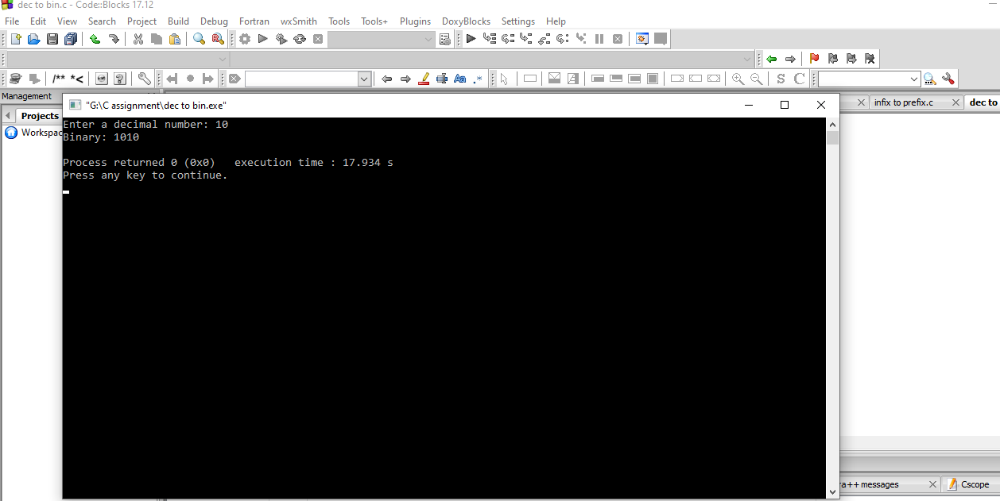 dec to bin.c - Code::Blocks 17.12
File Edit View Search Project Build Debug Fortran wxSmith Tools Tools+ Plugins DoxyBlocks Settings Help
/** *<
Aa .*
S C
Management
Projects
infix to prefix.c
dec to
Workspac
"G:\C assignment\dec to bin.exe"
Enter a decimal number: 10
Binary: 1010
Process returned 0 (0x0) execution time : 17.934 s
Press any key to continue.
ra++ messages
Cscope